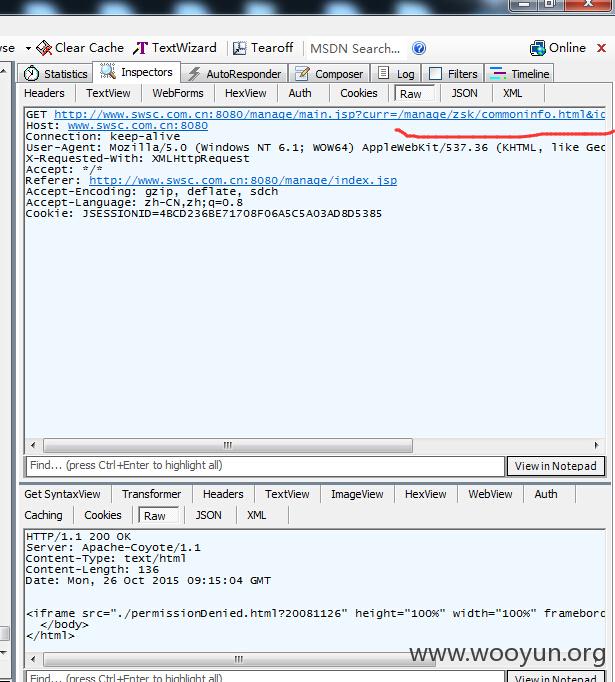 se Clear Cache TextWizard Tearoff MSDN Search... Online
Statistics Inspectors AutoResponder Composer Log Filters Timeline
Headers TextView WebForms HexView Auth Cookies Raw JSON XML
GET http://www.swsc.com.cn:8080/manage/main.jsp?curr=/manage/zsk/commoninfo.html&ic
Host: www.swsc.com.cn:8080
Connection: keep-alive
User-Agent: Mozilla/5.0 (Windows NT 6.1; WOW64) AppleWebKit/537.36 (KHTML, like Gec
X-Requested-With: XMLHttpRequest
Accept: */*
Referer: http://www.swsc.com.cn:8080/manage/index.jsp
Accept-Encoding: gzip, deflate, sdch
Accept-Language: zh-CN,zh;q=0.8
Cookie: JSESSIONID=4BCD236BE71708F06A5C5A03AD8D5385
Find... (press Ctrl+Enter to highlight all) View in Notepad
Get SyntaxView Transformer Headers TextView ImageView HexView WebView Auth
Caching Cookies Raw JSON XML
HTTP/1.1 200 OK
Server: Apache-Coyote/1.1
Content-Type: text/html
Content-Length: 136
Date: Mon, 26 Oct 2015 09:15:04 GMT
<iframe src="./permissionDenied.html?20081126" height="100%" width="100%" framebord
</body>
</html>
www.wooyun.org
Find... (press Ctrl+Enter to highlight all) View in Notepad